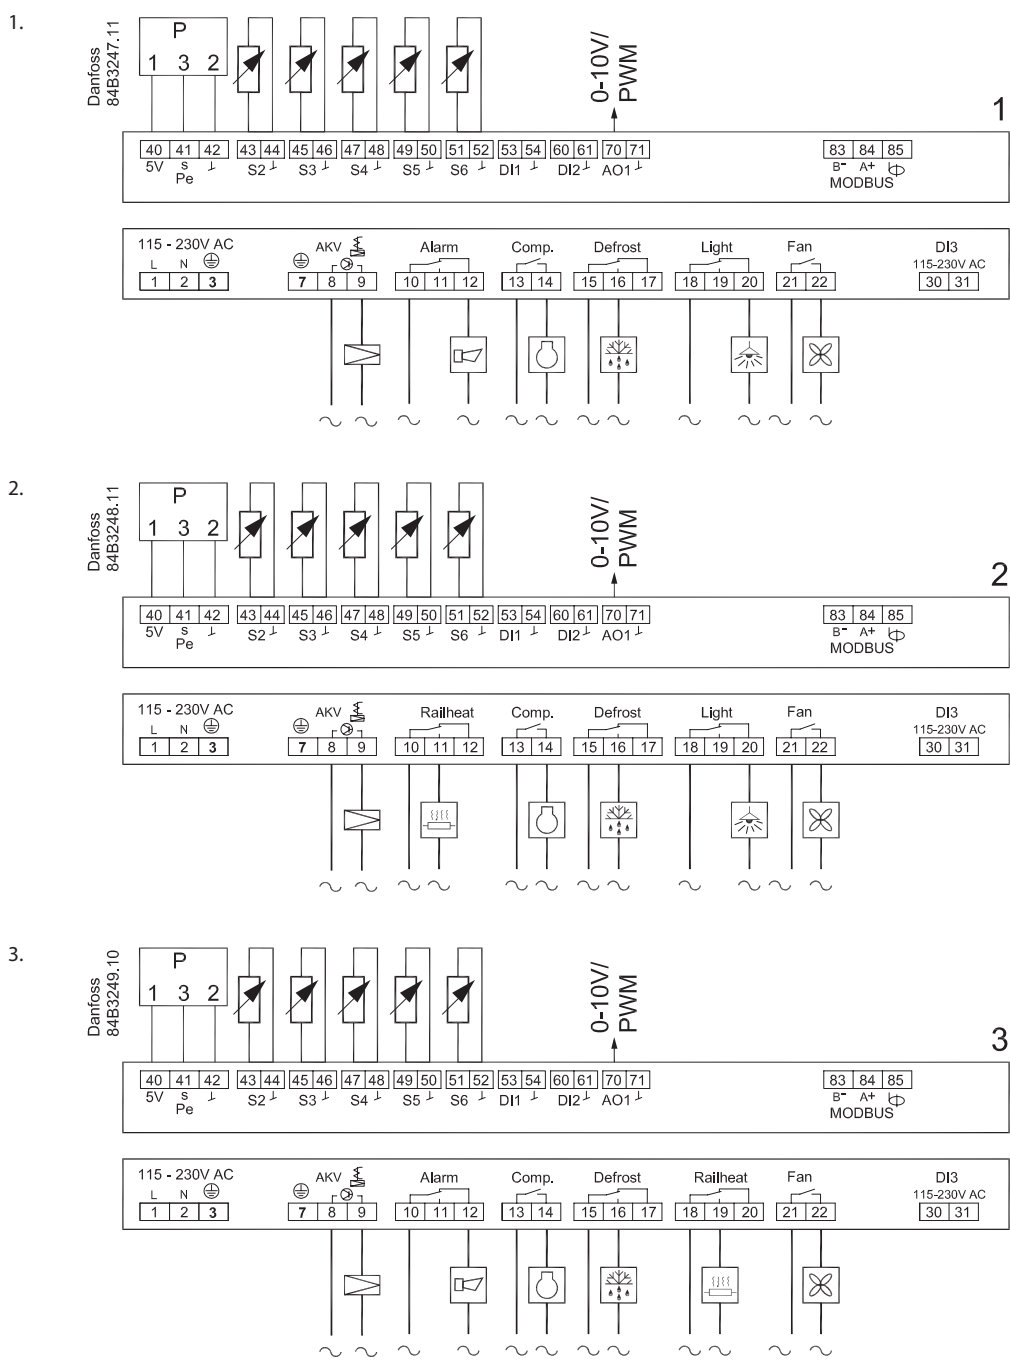 1.
Danfoss
84B3247.11
P
1 3 2
0-10V/
PWM
1
40 41 42 43 44 45 46 47 48 49 50 51 52 53 54 60 61 70 71 83 84 85
5V s S2 S3 S4 S5 S6 DI1 DI2 AO1 B- A+
Pe MODBUS
115 - 230V AC AKV Alarm Comp. Defrost Light Fan DI3
L N 115-230V AC
1 2 3 7 8 9 10 11 12 13 14 15 16 17 18 19 20 21 22 30 31
2.
Danfoss
84B3248.11
P
1 3 2
0-10V/
PWM
2
40 41 42 43 44 45 46 47 48 49 50 51 52 53 54 60 61 70 71 83 84 85
5V s S2 S3 S4 S5 S6 DI1 DI2 AO1 B- A+
Pe MODBUS
115 - 230V AC AKV Railheat Comp. Defrost Light Fan DI3
L N 115-230V AC
1 2 3 7 8 9 10 11 12 13 14 15 16 17 18 19 20 21 22 30 31
3.
Danfoss
84B3249.10
P
1 3 2
0-10V/
PWM
3
40 41 42 43 44 45 46 47 48 49 50 51 52 53 54 60 61 70 71 83 84 85
5V s S2 S3 S4 S5 S6 DI1 DI2 AO1 B- A+
Pe MODBUS
115 - 230V AC AKV Alarm Comp. Defrost Railheat Fan DI3
L N 115-230V AC
1 2 3 7 8 9 10 11 12 13 14 15 16 17 18 19 20 21 22 30 31